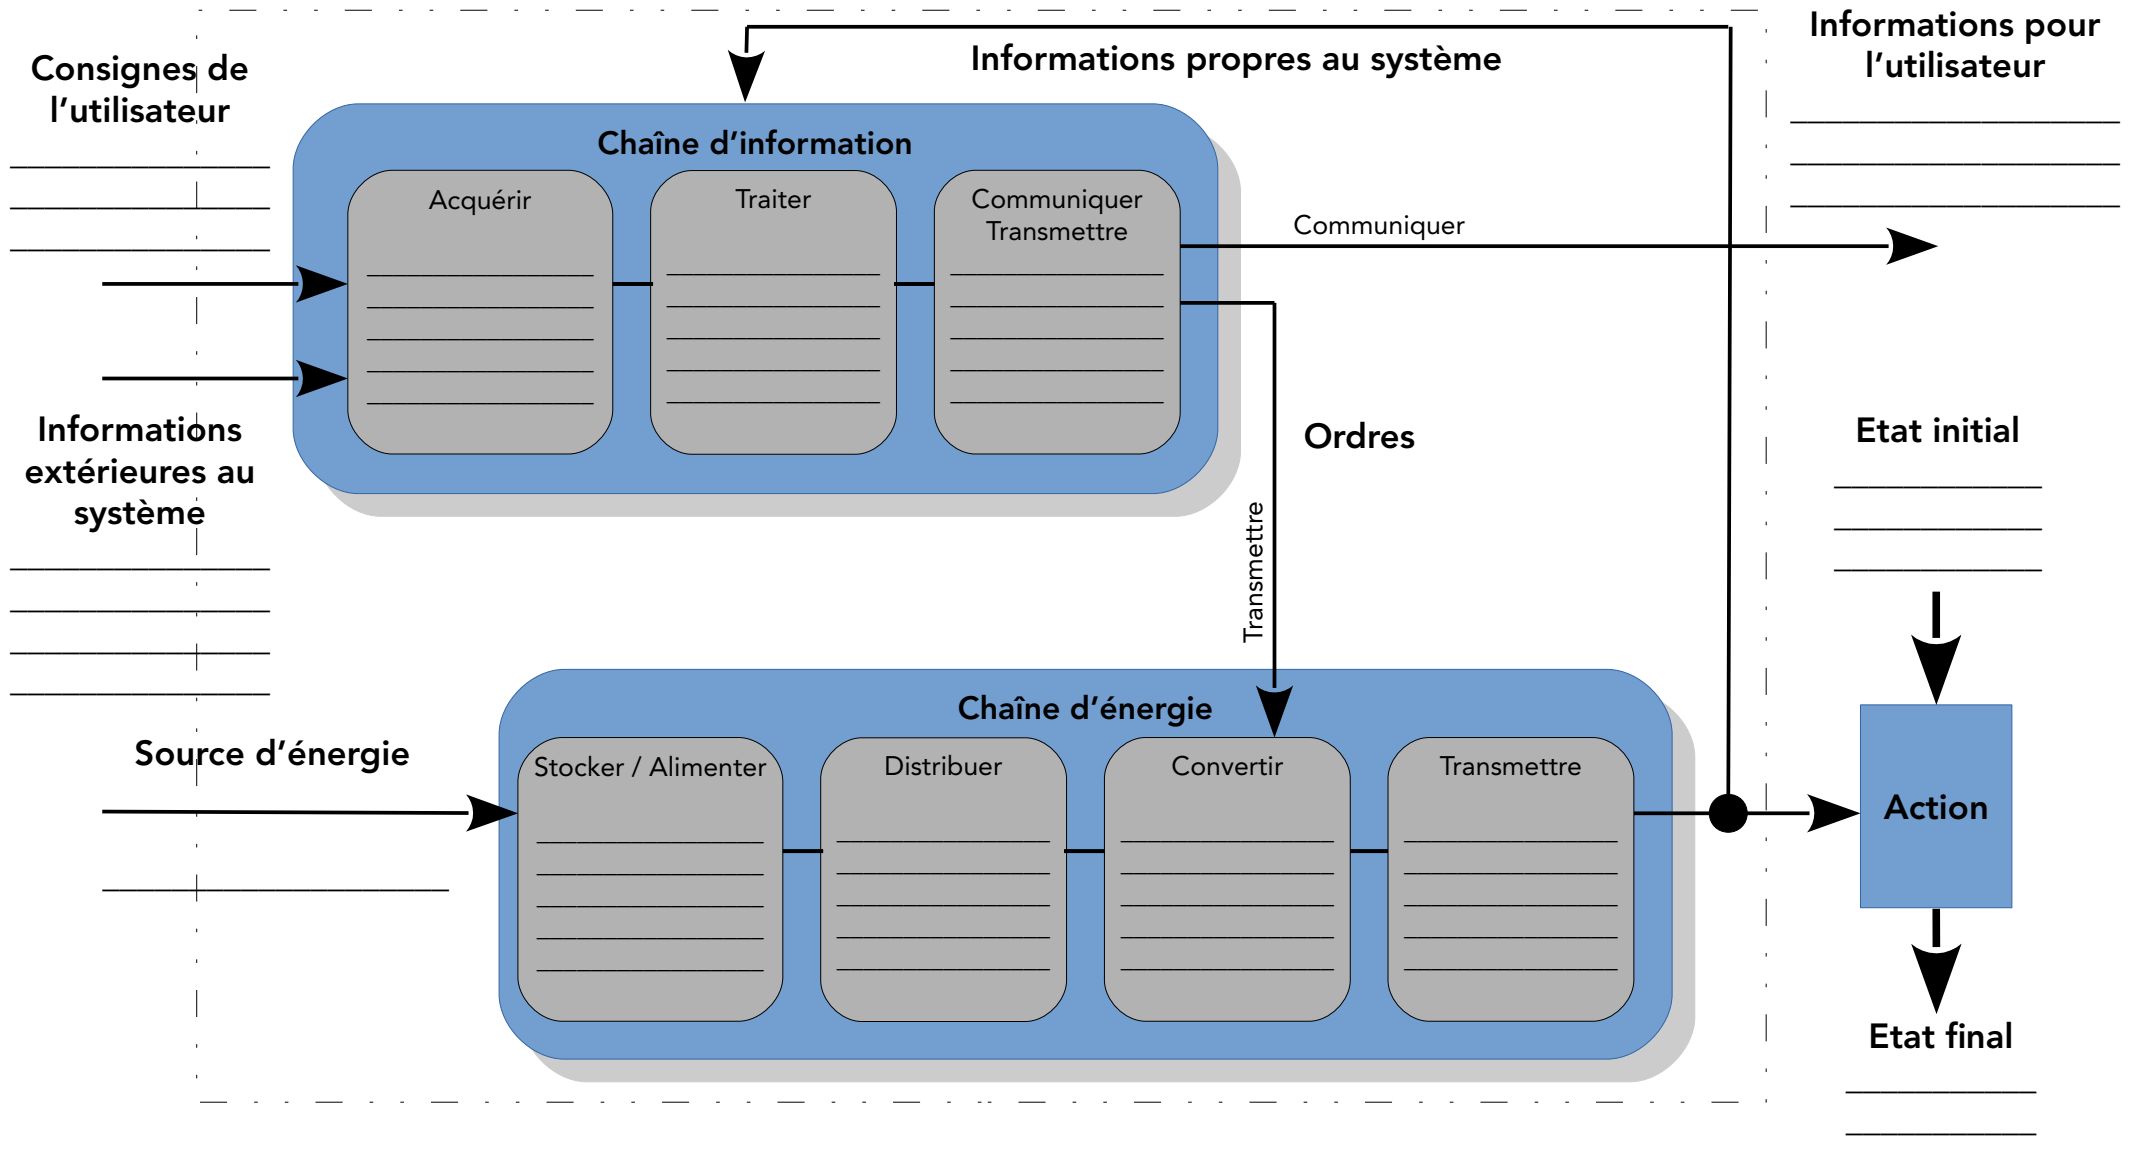 Consignes de
l’utilisateur
Informations propres au système
Informations pour
l’utilisateur
Chaîne d’information
Acquérir
Traiter
Communiquer
Transmettre
Communiquer
Informations
extérieures au
système
Ordres
Transmettre
Etat initial
Source d’énergie
Chaîne d’énergie
Stocker / Alimenter
Distribuer
Convertir
Transmettre
Action
Etat final